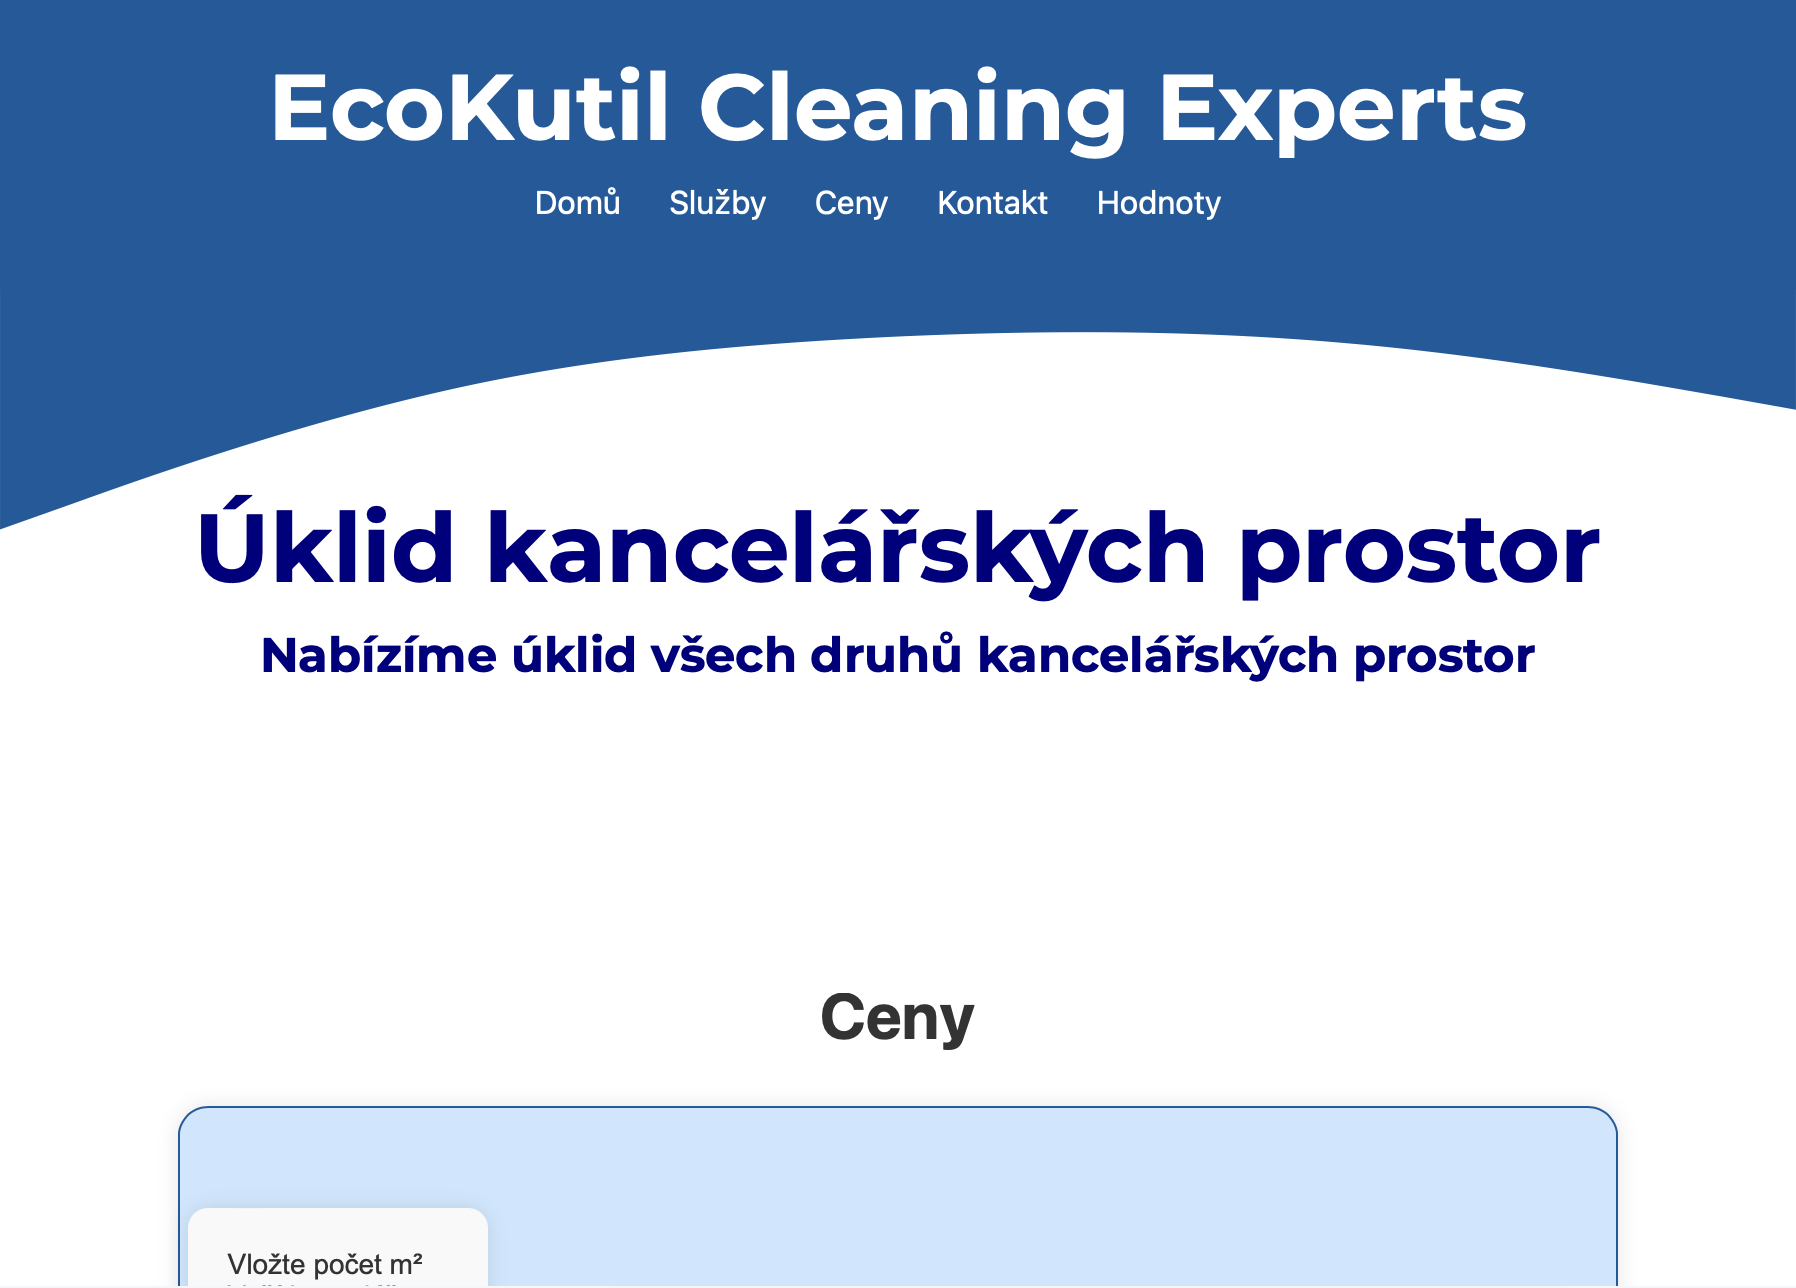 EcoKutil Cleaning Experts
Domů Služby Ceny Kontakt Hodnoty
Úklid kancelářských prostor
Nabízíme úklid všech druhů kancelářských prostor
Ceny
Vložte počet m²